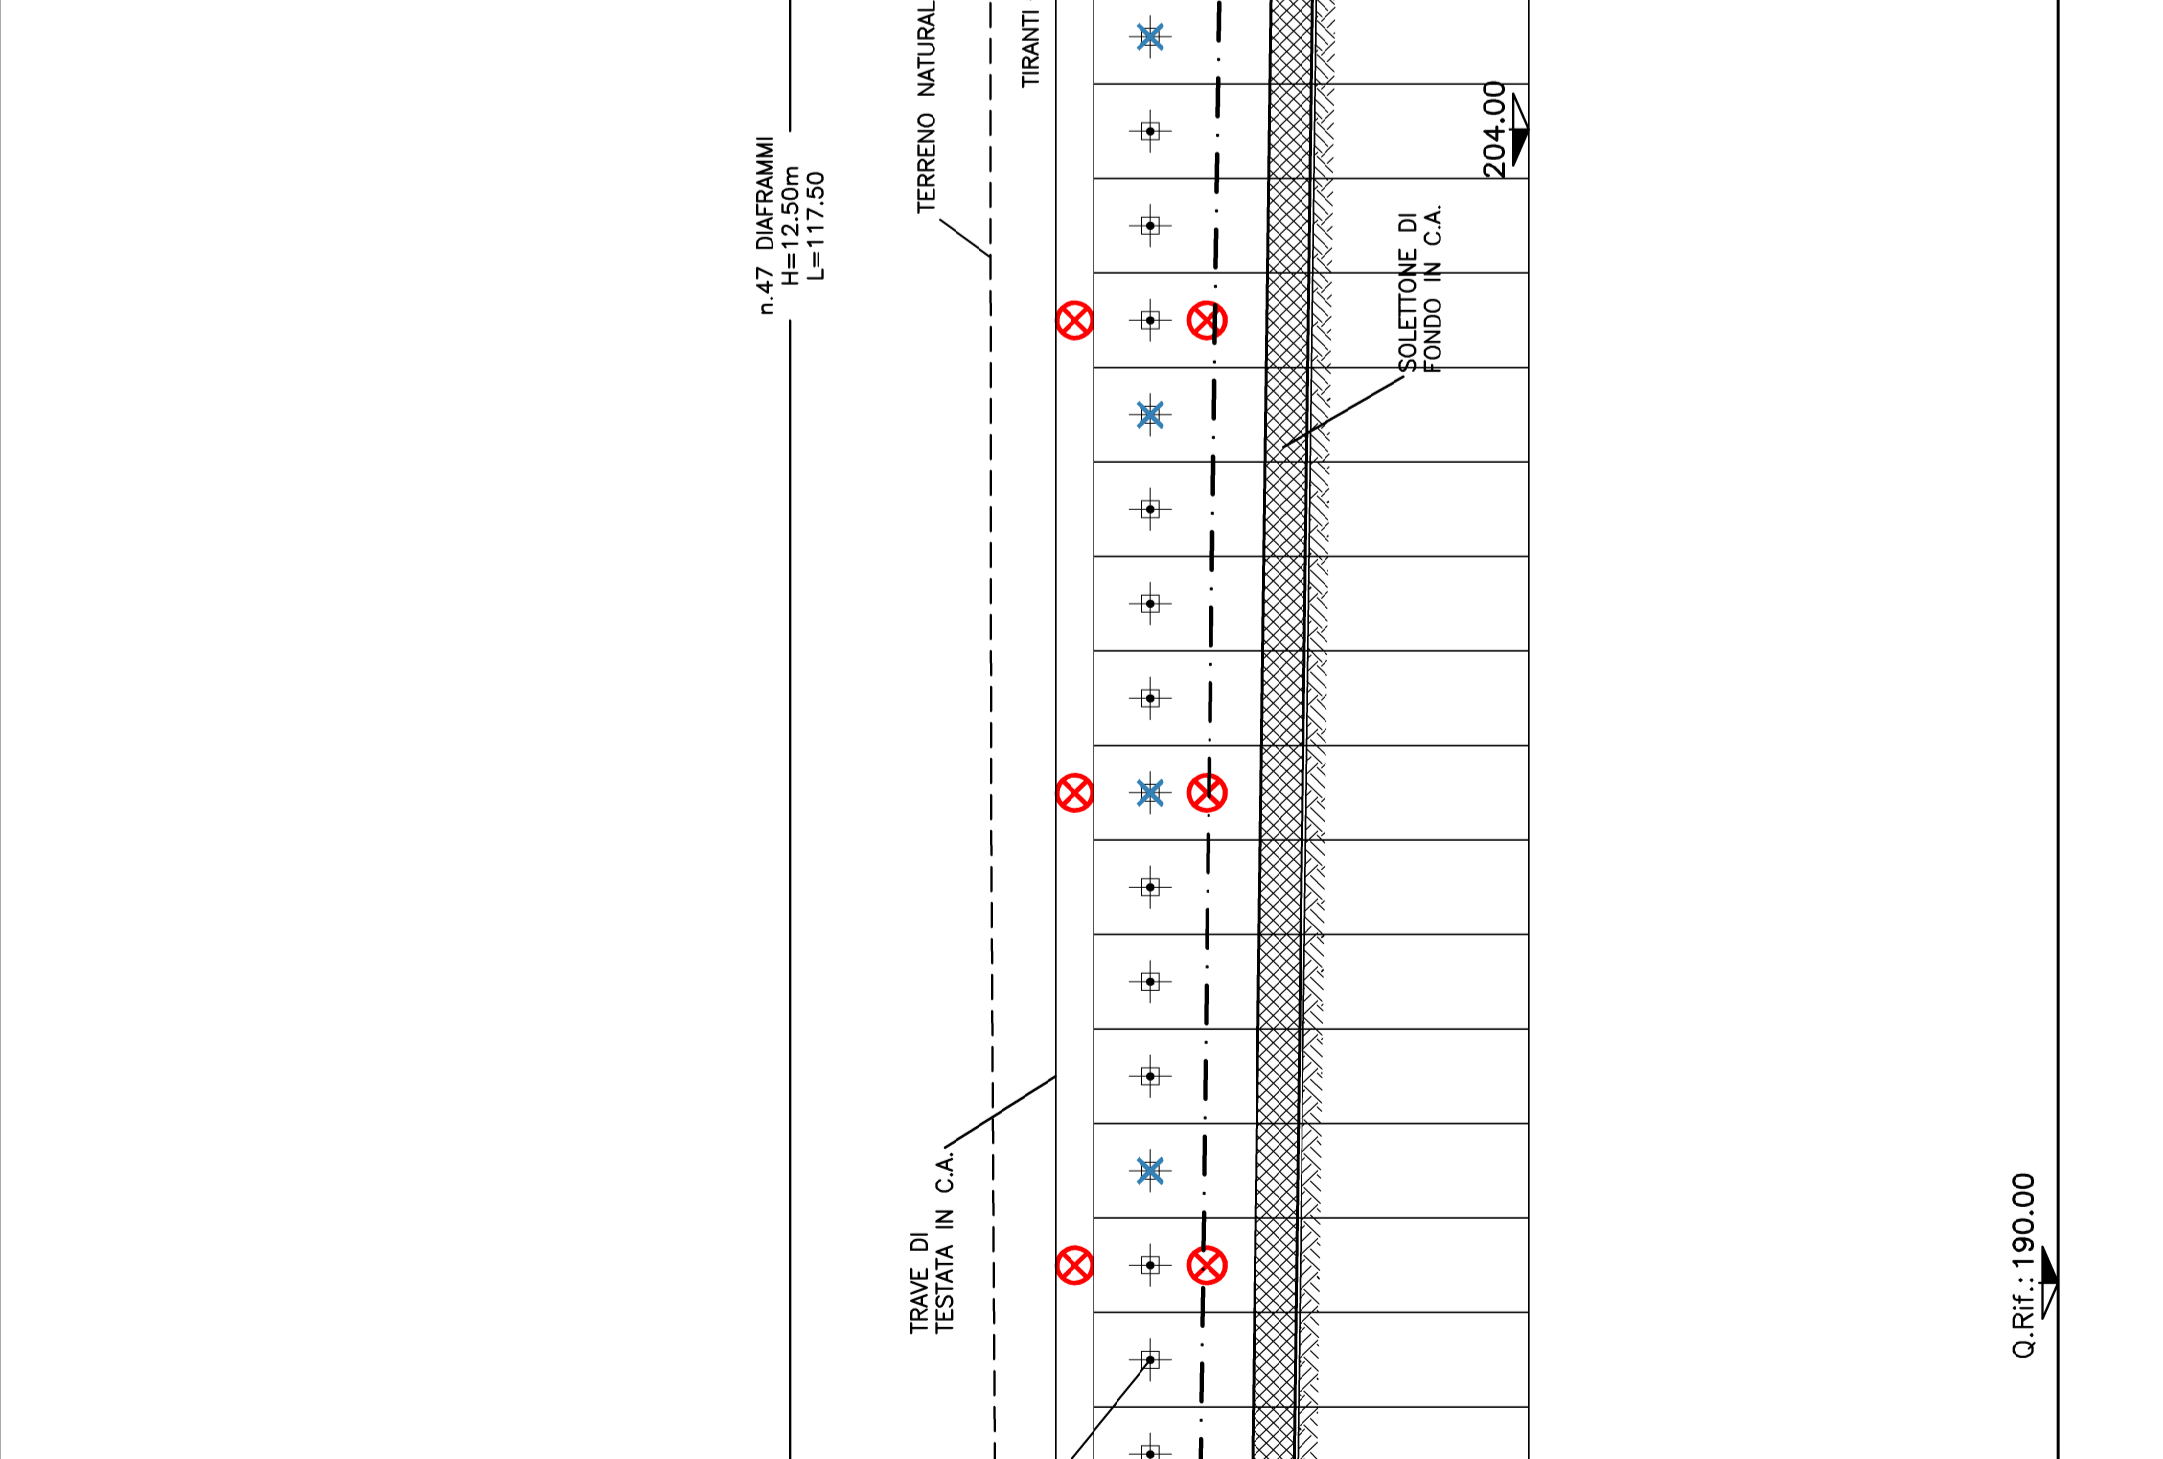 n.47 DIAFRAMMI
H=12.50m
L=117.50
TERRENO NATURAL
TIRANTI
204.00
SOLETTONE DI
FONDO IN C.A.
TRAVE DI
TESTATA IN C.A.
Q.Rif.:190.00